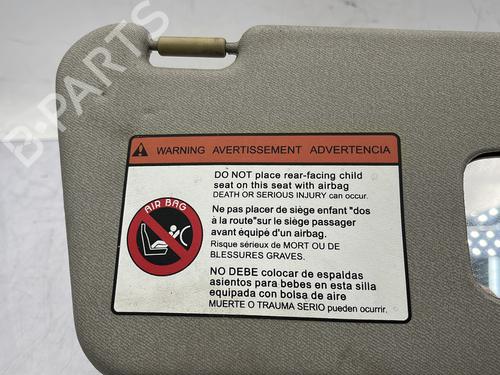 B-PARTS
WARNING AVERTISSEMENT ADVERTENCIA
DO NOT place rear-facing child
seat on this seat with airbag
DEATH OR SERIOUS INJURY can occur.
AIR BAG
Ne pas placer de siège enfant "dos
à la route"sur le siège passager
avant équipé d'un airbag.
Risque sérieux de MORT OU DE
BLESSURES GRAVES.
NO DEBE colocar de espaldas
asientos para bebes en esta silla
equipada con bolsa de aire
MUERTE O TRAUMA SERIO pueden ocurrir.